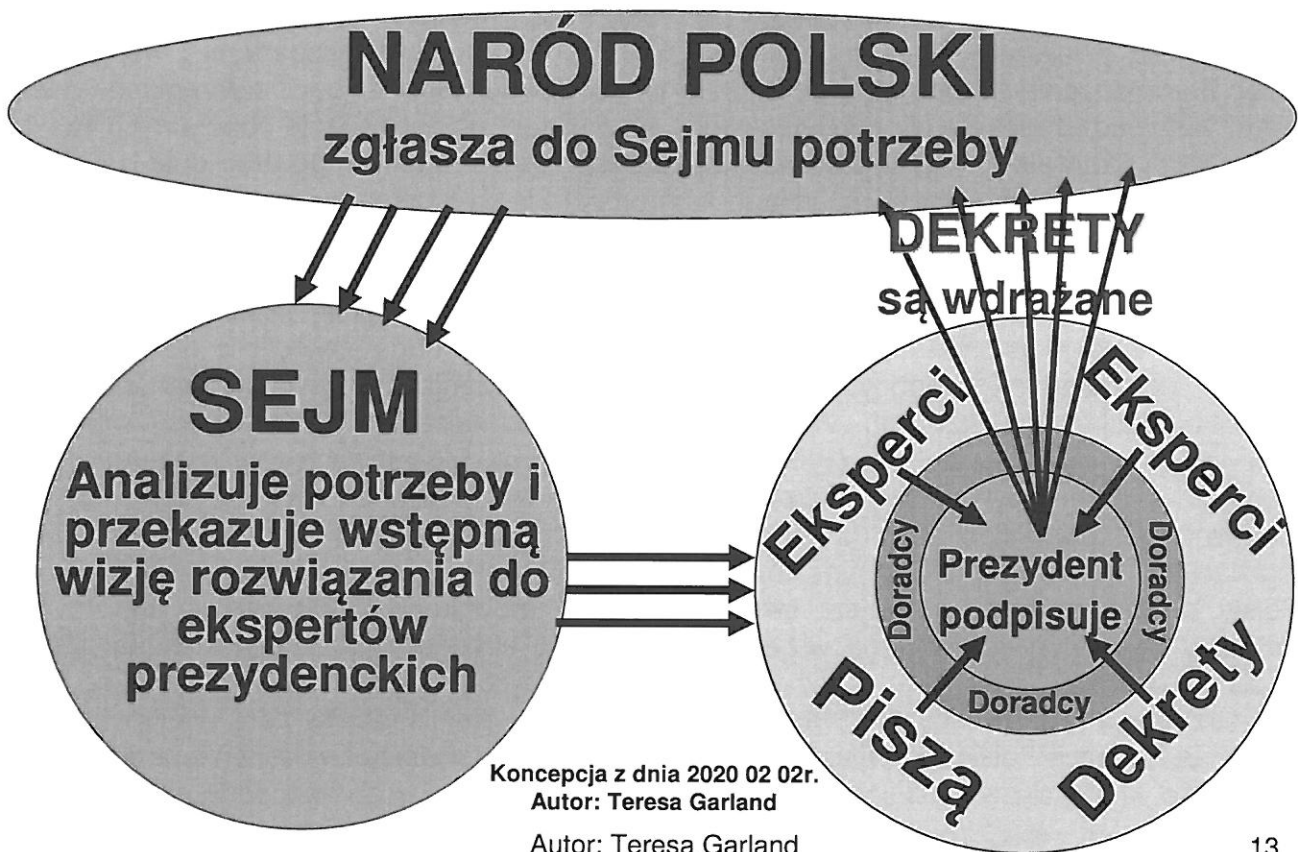 NARÓD POLSKI
zgłasza do Sejmu potrzeby
DEKRETY
są wdrażane
SEJM
Analizuje potrzeby i
przekazuje wstępną
wizję rozwiązania do
ekspertów
prezydenckich
Eksperci
Eksperci
Doradcy
Doradcy
Prezydent
podpisuje
Doradcy
Piszą
Dekrety
Koncepcja z dnia 2020 02 02r.
Autor: Teresa Garland
Autor: Teresa Garland
13